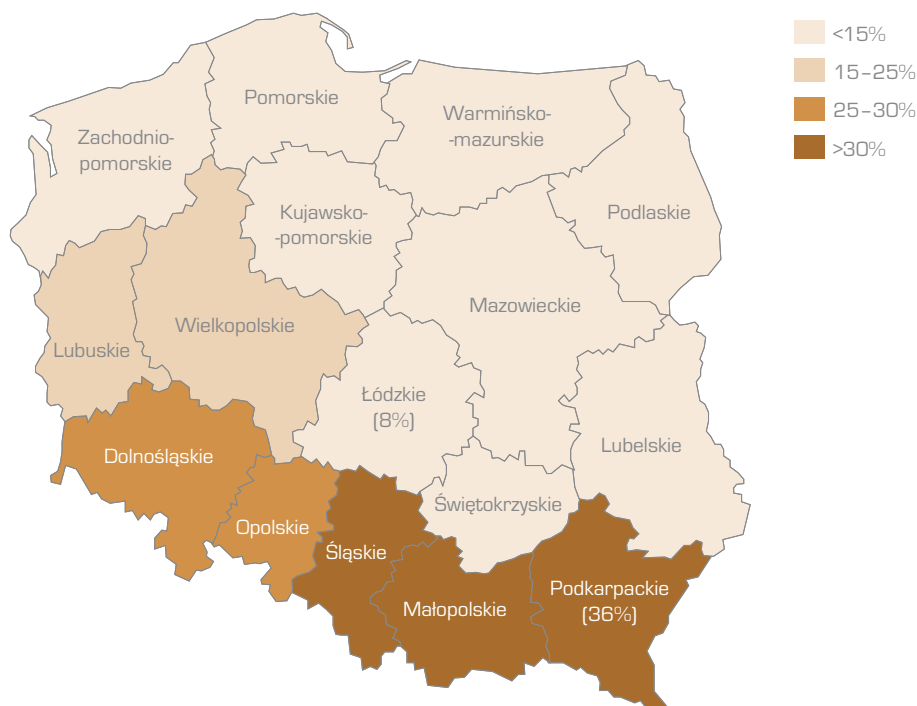 <15%
15–25%
25–30%
>30%
Pomorskie
Zachodnio-
pomorskie
Warmińsko-
-mazurskie
Podlaskie
Kujawsko-
-pomorskie
Mazowieckie
Wielkopolskie
Lubuskie
Łódzkie
(8%)
Lubelskie
Dolnośląskie
Opolskie
Świętokrzyskie
Śląskie
Małopolskie
Podkarpackie
(36%)